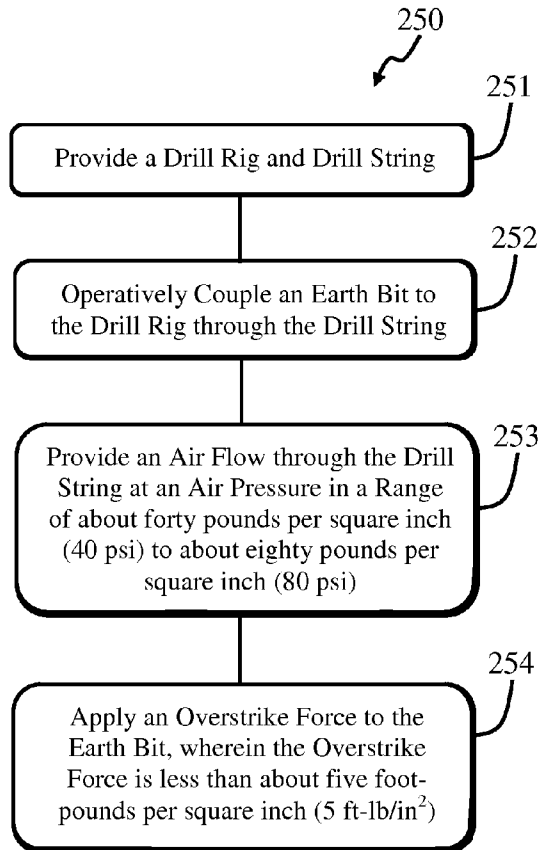 250
251
Provide a Drill Rig and Drill String
252
Operatively Couple an Earth Bit to
the Drill Rig through the Drill String
253
Provide an Air Flow through the Drill
String at an Air Pressure in a Range
of about forty pounds per square inch
(40 psi) to about eighty pounds per
square inch (80 psi)
254
Apply an Overstrike Force to the
Earth Bit, wherein the Overstrike
Force is less than about five foot-
pounds per square inch (5 ft-lb/in²)